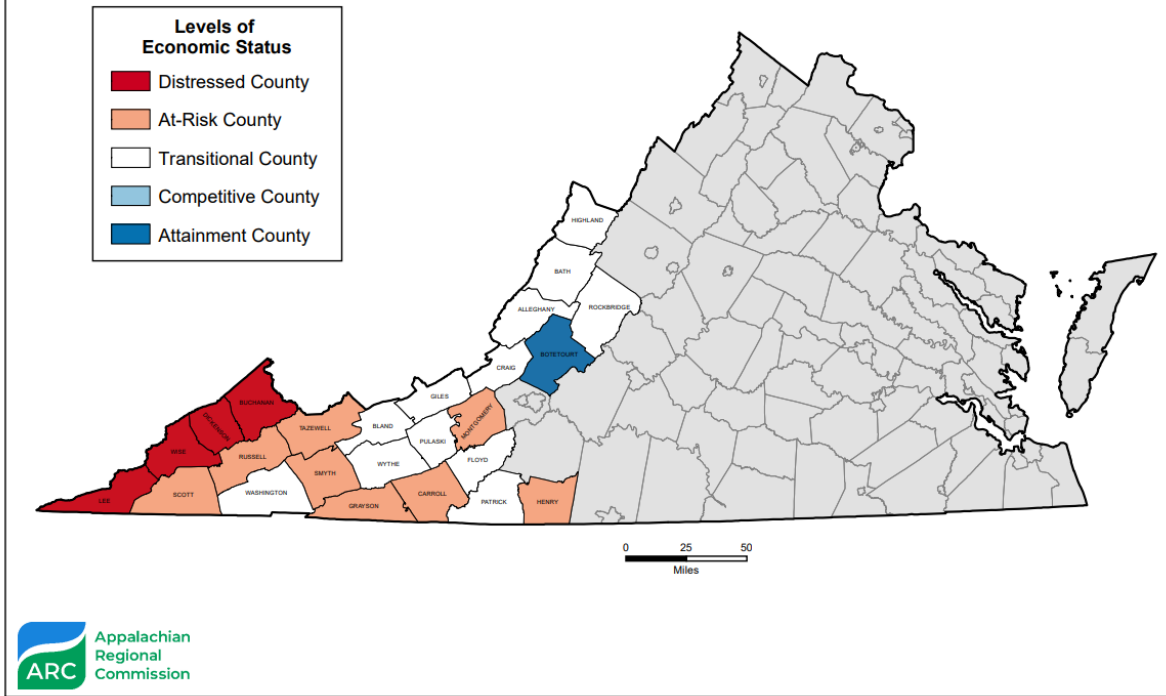 Levels of
Economic Status
Distressed County
At-Risk County
Transitional County
Competitive County
Attainment County
HIGHLAND
BATH
ALLEGHANY
ROCKBRIDGE
BOTETOURT
CRAIG
GILES
BUCHANAN
DICKENSON
TAZEWELL
BLAND
MONTGOMERY
PULASKI
WISE
RUSSELL
WYTHE
FLOYD
SMYTH
LEE
SCOTT
WASHINGTON
CARROLL
GRAYSON
PATRICK
HENRY
0 25 50
Miles
ARC
Appalachian
Regional
Commission